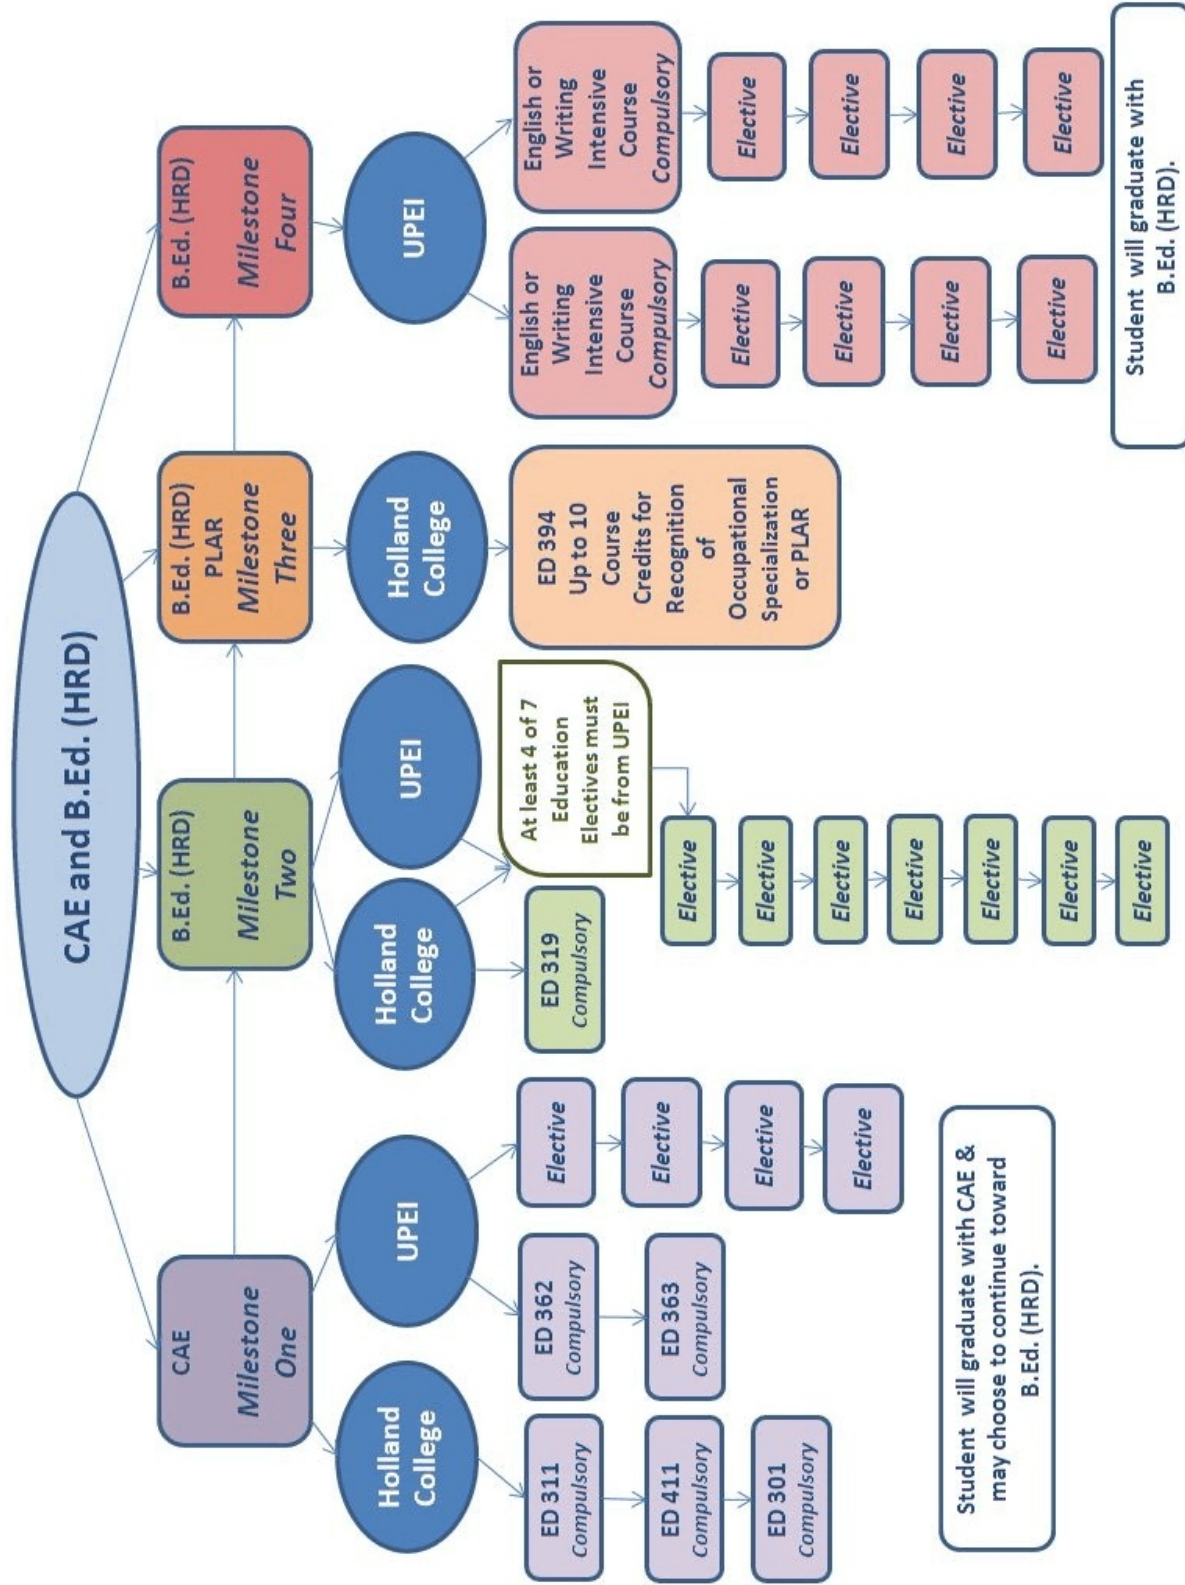 CAE and B.Ed. (HRD)
CAE
Milestone
One
B.Ed. (HRD)
Milestone
Two
B.Ed. (HRD)
PLAR
Milestone
Three
B.Ed. (HRD)
Milestone
Four
Holland
College
UPEI
Holland
College
UPEI
Holland
College
UPEI
ED 311
Compulsory
ED 411
Compulsory
ED 301
Compulsory
ED 362
Compulsory
ED 363
Compulsory
Elective
Elective
Elective
Elective
Student will graduate with CAE &
may choose to continue toward
B.Ed. (HRD).
ED 319
Compulsory
At least 4 of 7
Education
Electives must
be from UPEI
Elective
Elective
Elective
Elective
Elective
Elective
Elective
ED 394
Up to 10
Course
Credits for
Recognition
of
Occupational
Specialization
or PLAR
English or
Writing
Intensive
Course
Compulsory
Elective
Elective
Elective
Elective
English or
Writing
Intensive
Course
Compulsory
Elective
Elective
Elective
Elective
Student will graduate with
B.Ed. (HRD).